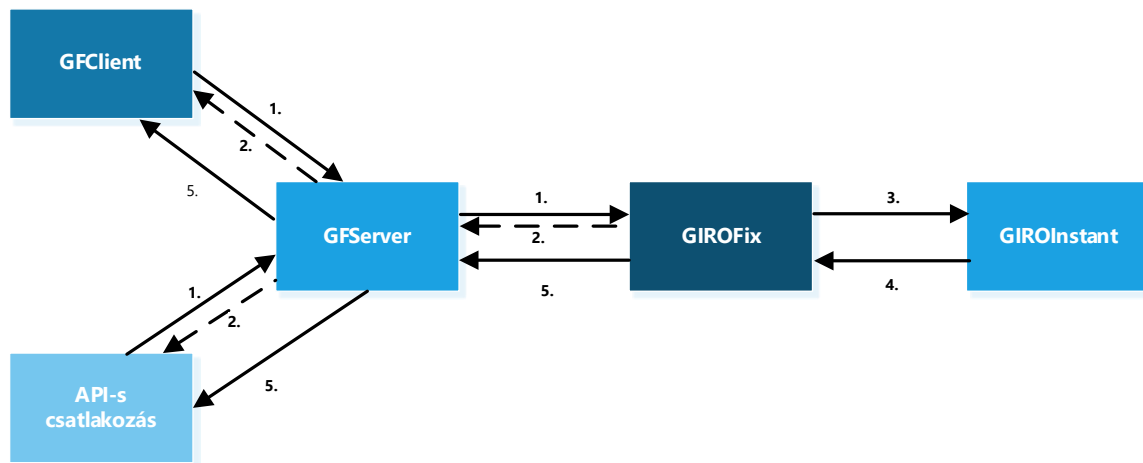 GFClient
1.
2.
5.
GFServer
1.
2.
5.
GIROFix
3.
4.
GIROInstant
1.
2.
5.
API-s
csatlakozás